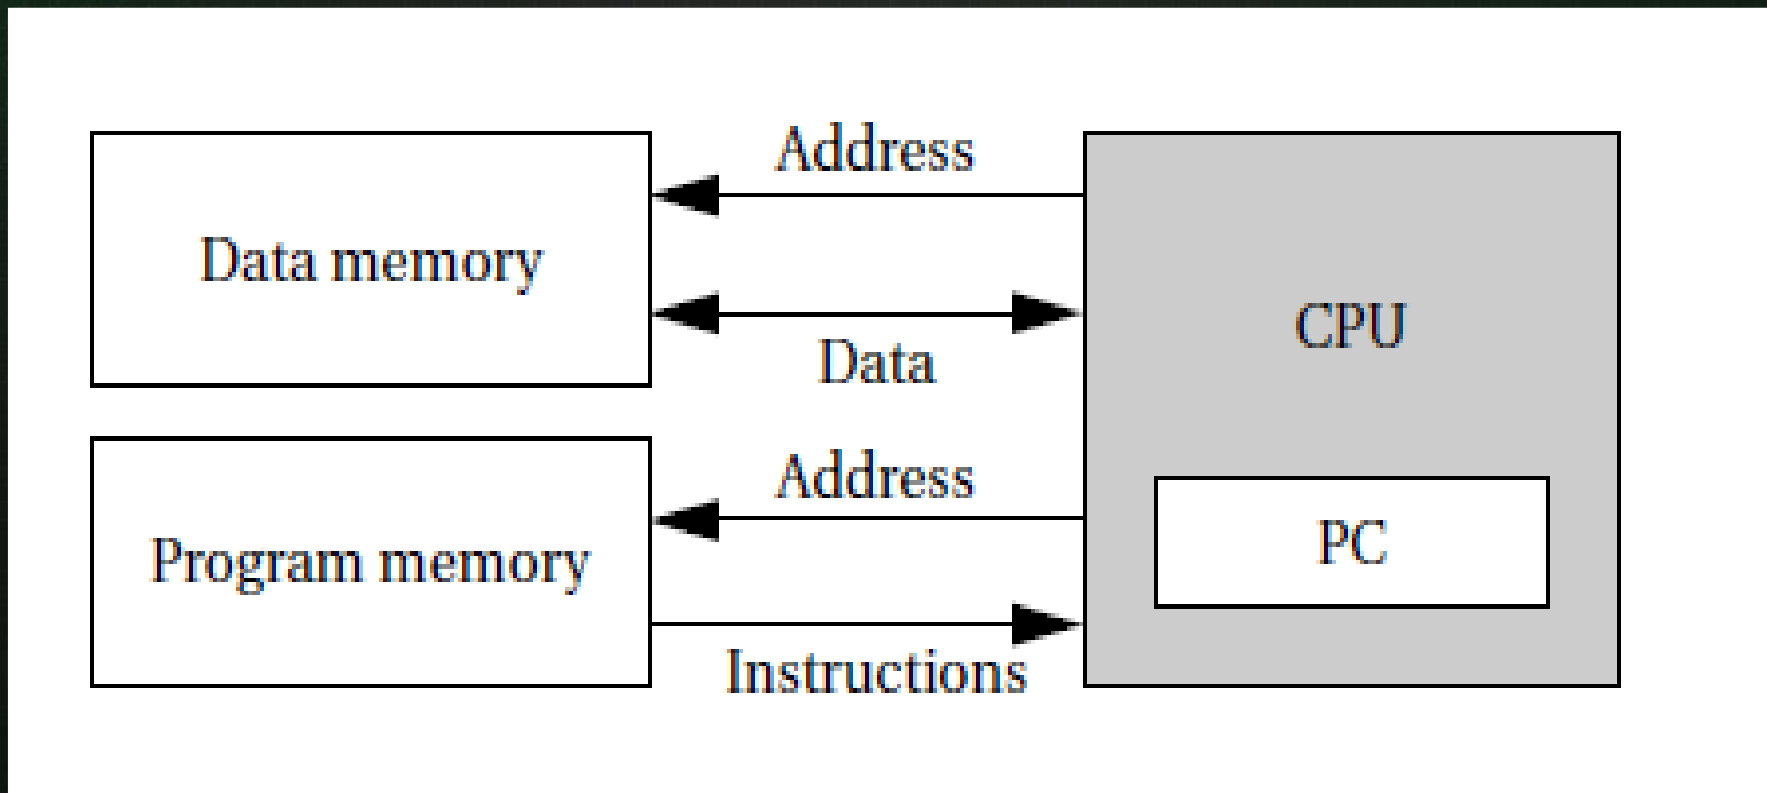 Address
Data memory
Data
CPU
Address
Program memory
PC
Instructions